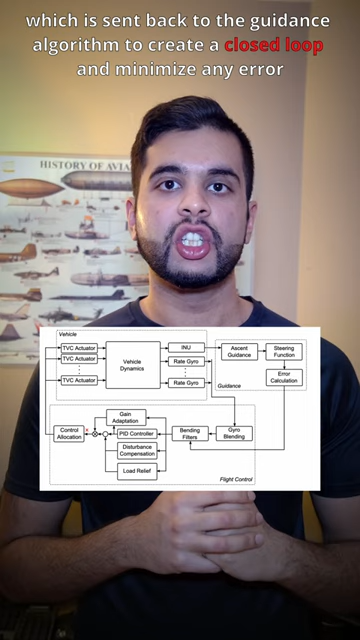 which is sent back to the guidance
algorithm to create a closed loop
and minimize any error
HISTORY OF AVIA
Vehicle
TVC Actuator
TVC Actuator
TVC Actuator
Vehicle
Dynamics
INU
Rate Gyro
Rate Gyro
Ascent
Guidance
Steering
Function
Error
Calculation
Guidance
Control
Allocation
Gain
Adaptation
PID Controller
Disturbance
Compensation
Load Relief
Bending
Filters
Gyro
Blending
Flight Control